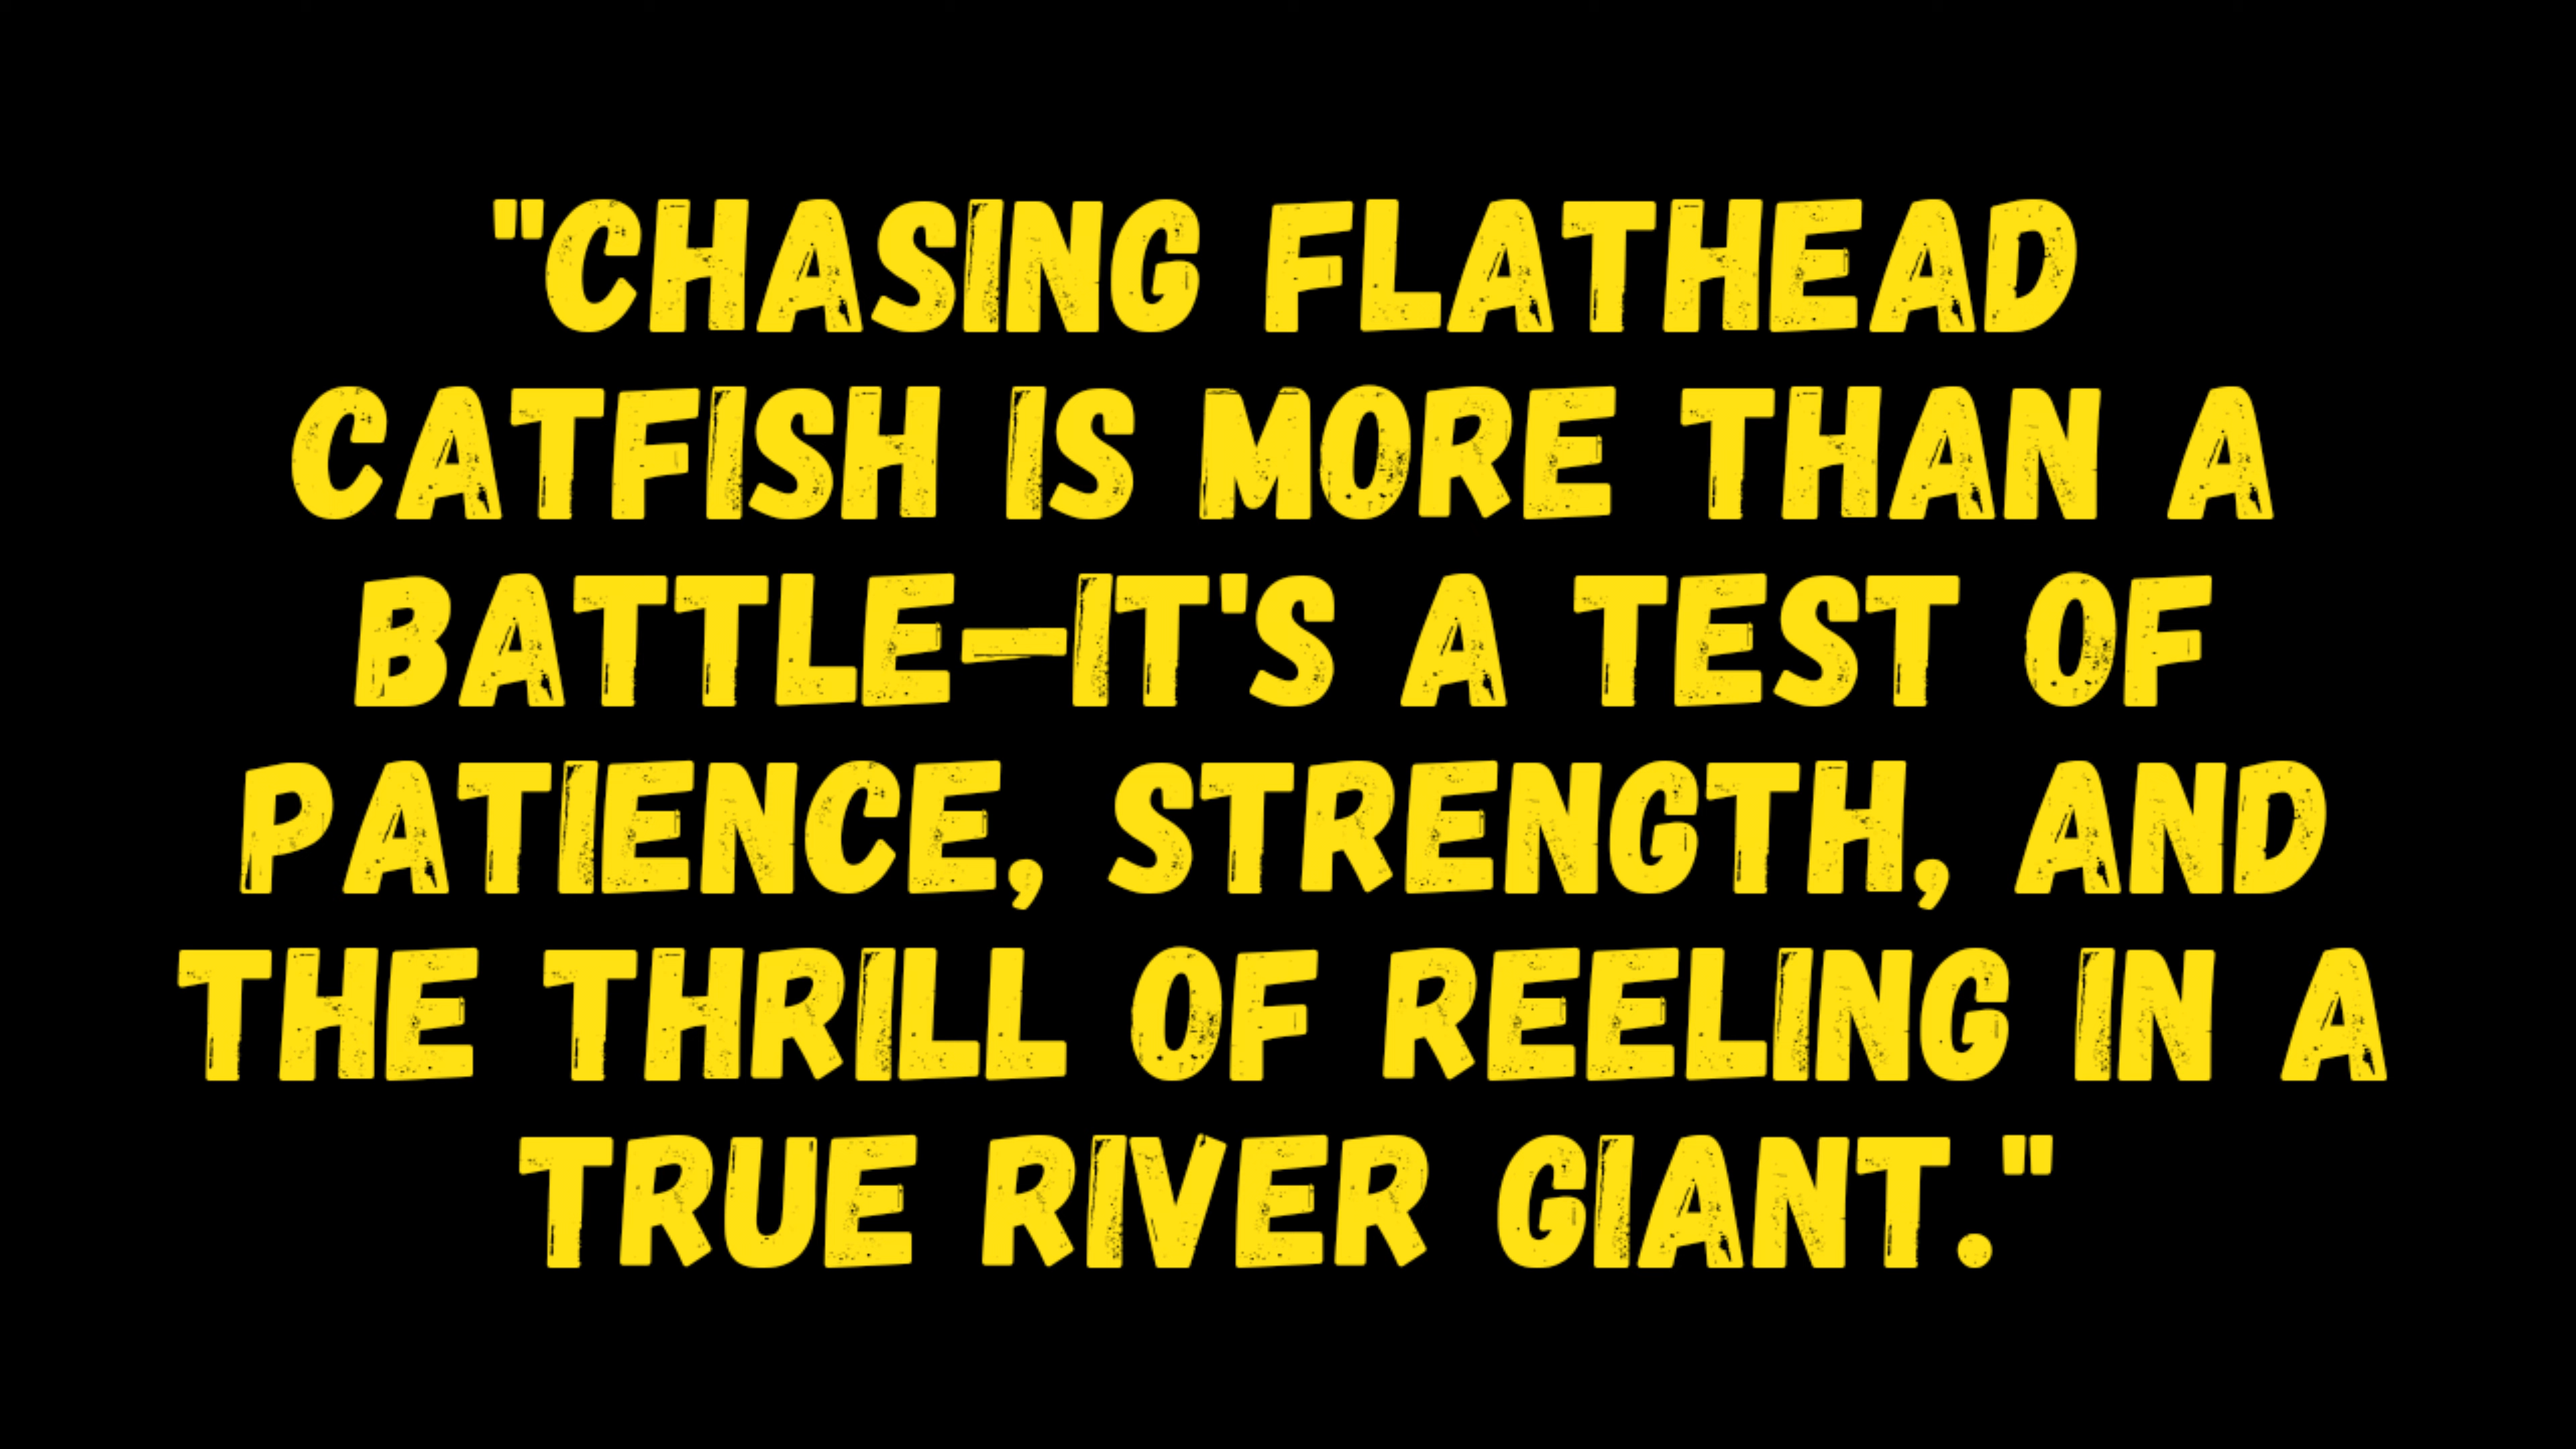 "CHASING FLATHEAD
CATFISH IS MORE THAN A
BATTLE—IT'S A TEST OF
PATIENCE, STRENGTH, AND
THE THRILL OF REELING IN A
TRUE RIVER GIANT."